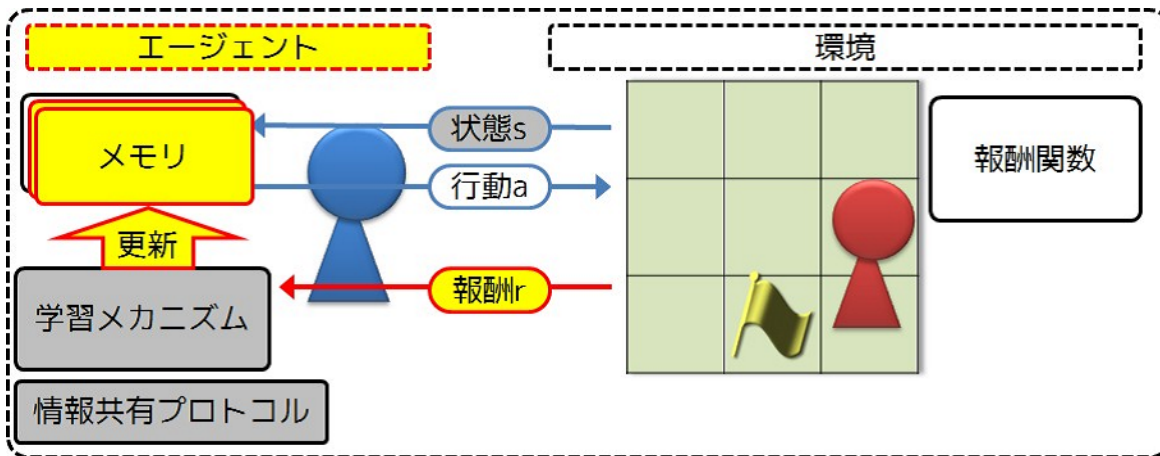 エージェント
環境
メモリ
状態s
行動a
報酬関数
更新
報酬r
学習メカニズム
情報共有プロトコル